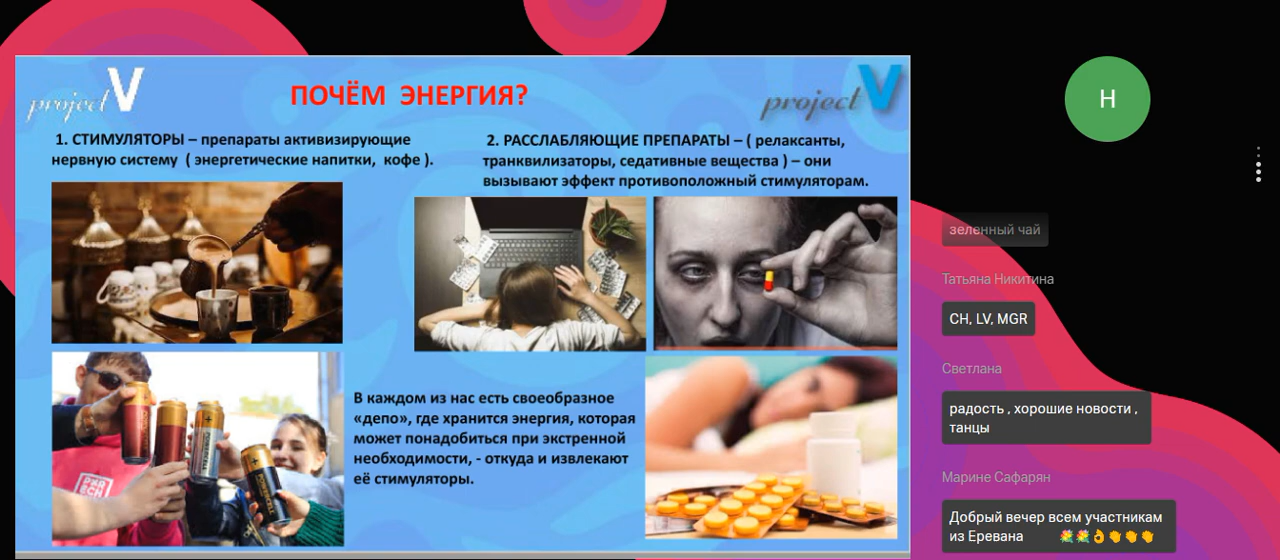 project V
ПОЧЁМ ЭНЕРГИЯ?
project V
1. СТИМУЛЯТОРЫ – препараты активизирующие
нервную систему ( энергетические напитки, кофе ).
2. РАССЛАБЛЯЮЩИЕ ПРЕПАРАТЫ – ( релаксанты,
транквилизаторы, седативные вещества ) – они
вызывают эффект противоположный стимуляторам.
В каждом из нас есть своеобразное
«депо», где хранится энергия, которая
может понадобиться при экстренной
необходимости, - откуда и извлекают
её стимуляторы.
Н
зеленный чай
Татьяна Никитина
CH, LV, MGR
Светлана
радость , хорошие новости ,
танцы
Марине Сафарян
Добрый вечер всем участникам
из Еревана 💐💐👌👏👏👏